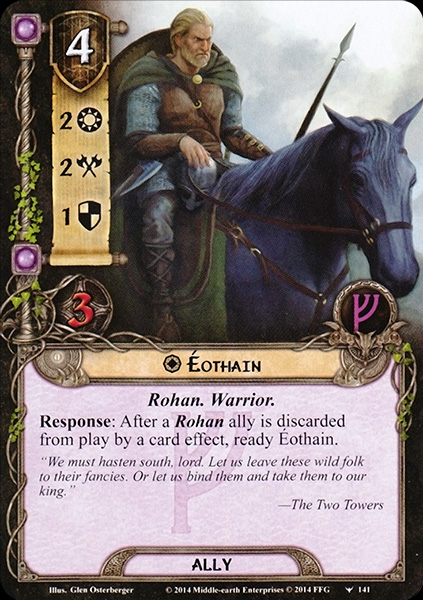 4
2
2
1
3
Éothain
Rohan. Warrior.
Response: After a Rohan ally is discarded
from play by a card effect, ready Éothain.
“We must hasten south, lord. Let us leave these wild folk
to their fancies. Or let us bind them and take them to our
king.”
—The Two Towers
ALLY
Illus. Glen Osterberger
© 2014 Middle-earth Enterprises © 2014 FFG
141